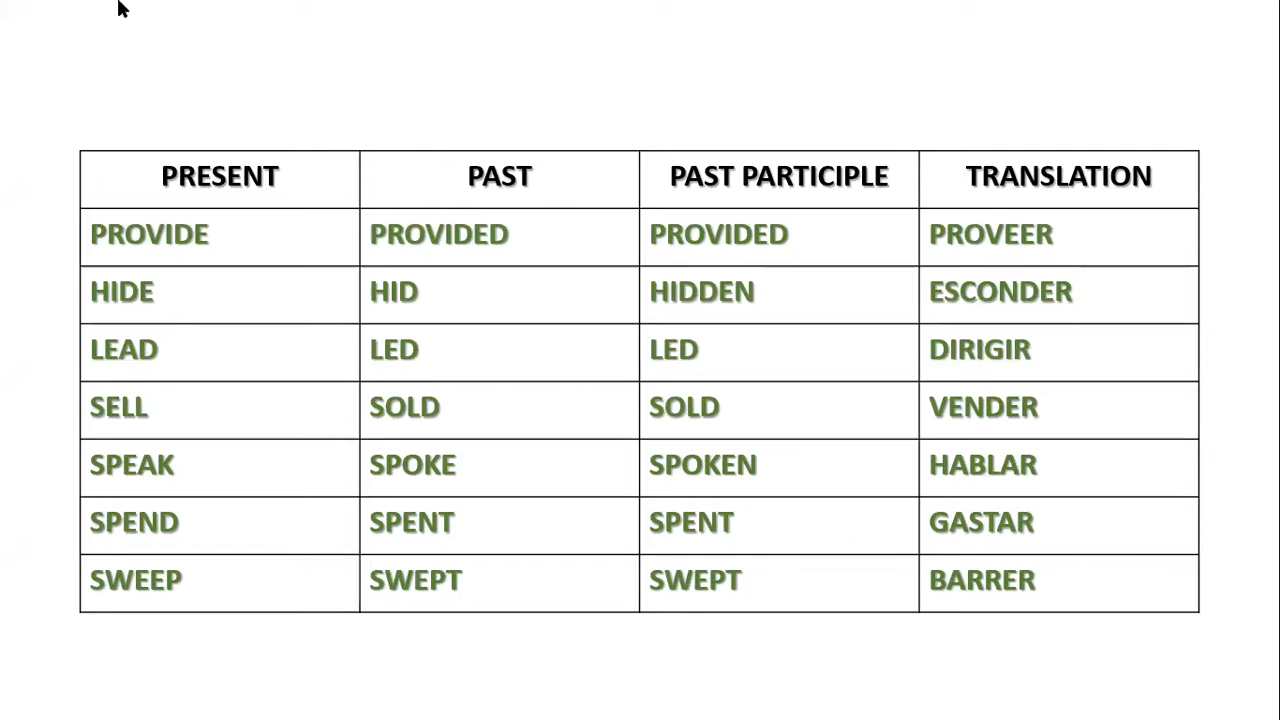 PRESENT PAST PAST PARTICIPLE TRANSLATION
PROVIDE PROVIDED PROVIDED PROVEER
HIDE HID HIDDEN ESCONDER
LEAD LED LED DIRIGIR
SELL SOLD SOLD VENDER
SPEAK SPOKE SPOKEN HABLAR
SPEND SPENT SPENT GASTAR
SWEEP SWEPT SWEPT BARRER